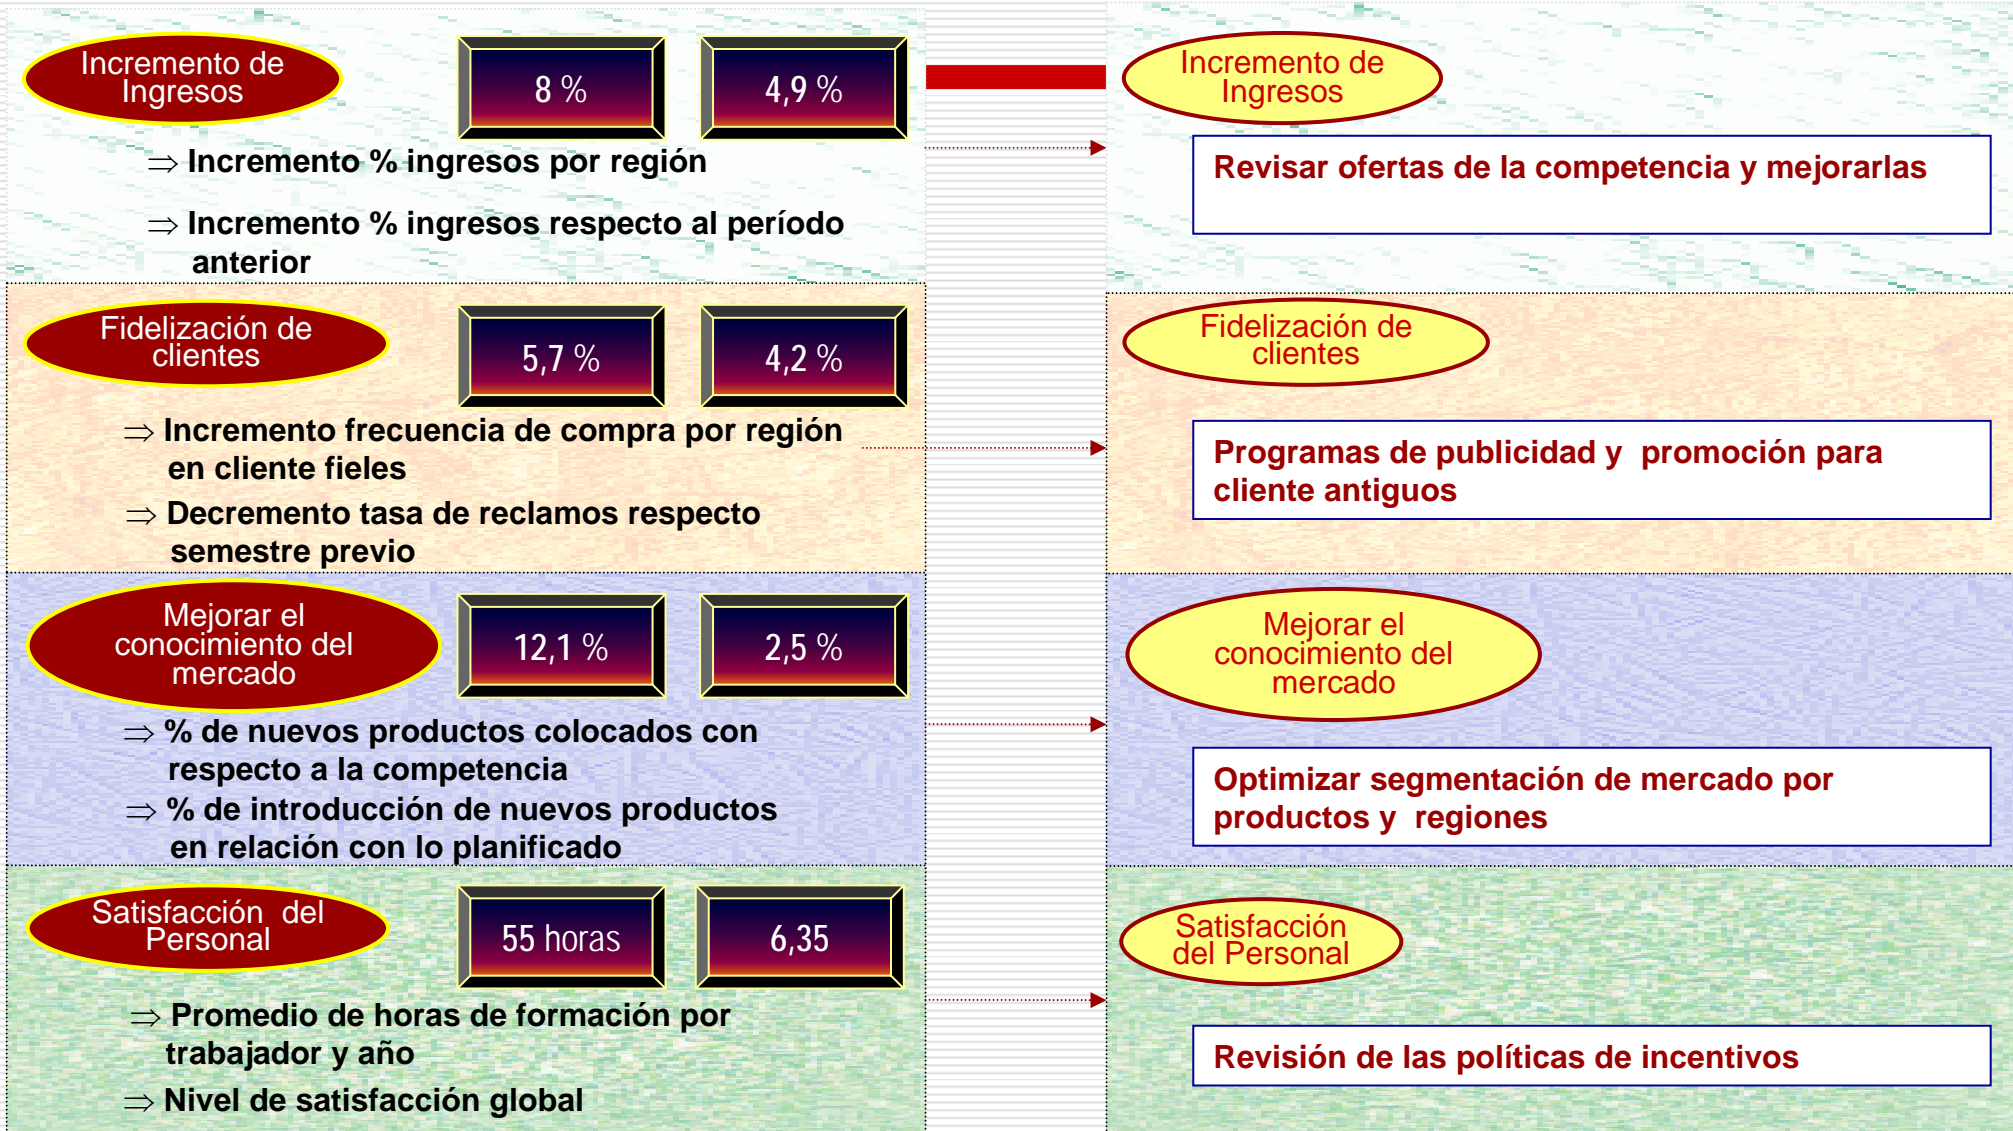 Incremento de
Ingresos
8 %
4,9 %
⇒ Incremento % ingresos por región
⇒ Incremento % ingresos respecto al período
anterior
Incremento de
Ingresos
Revisar ofertas de la competencia y mejorarlas
Fidelización de
clientes
5,7 %
4,2 %
⇒ Incremento frecuencia de compra por región
en cliente fieles
⇒ Decremento tasa de reclamos respecto
semestre previo
Fidelización de
clientes
Programas de publicidad y  promoción para
cliente antiguos
Mejorar el
conocimiento del
mercado
12,1 %
2,5 %
⇒ % de nuevos productos colocados con
respecto a la competencia
⇒ % de introducción de nuevos productos
en relación con lo planificado
Mejorar el
conocimiento del
mercado
Optimizar segmentación de mercado por
productos y  regiones
Satisfacción  del
Personal
55 horas
6,35
⇒ Promedio de horas de formación por
trabajador y año
⇒ Nivel de satisfacción global
Satisfacción
del Personal
Revisión de las políticas de incentivos